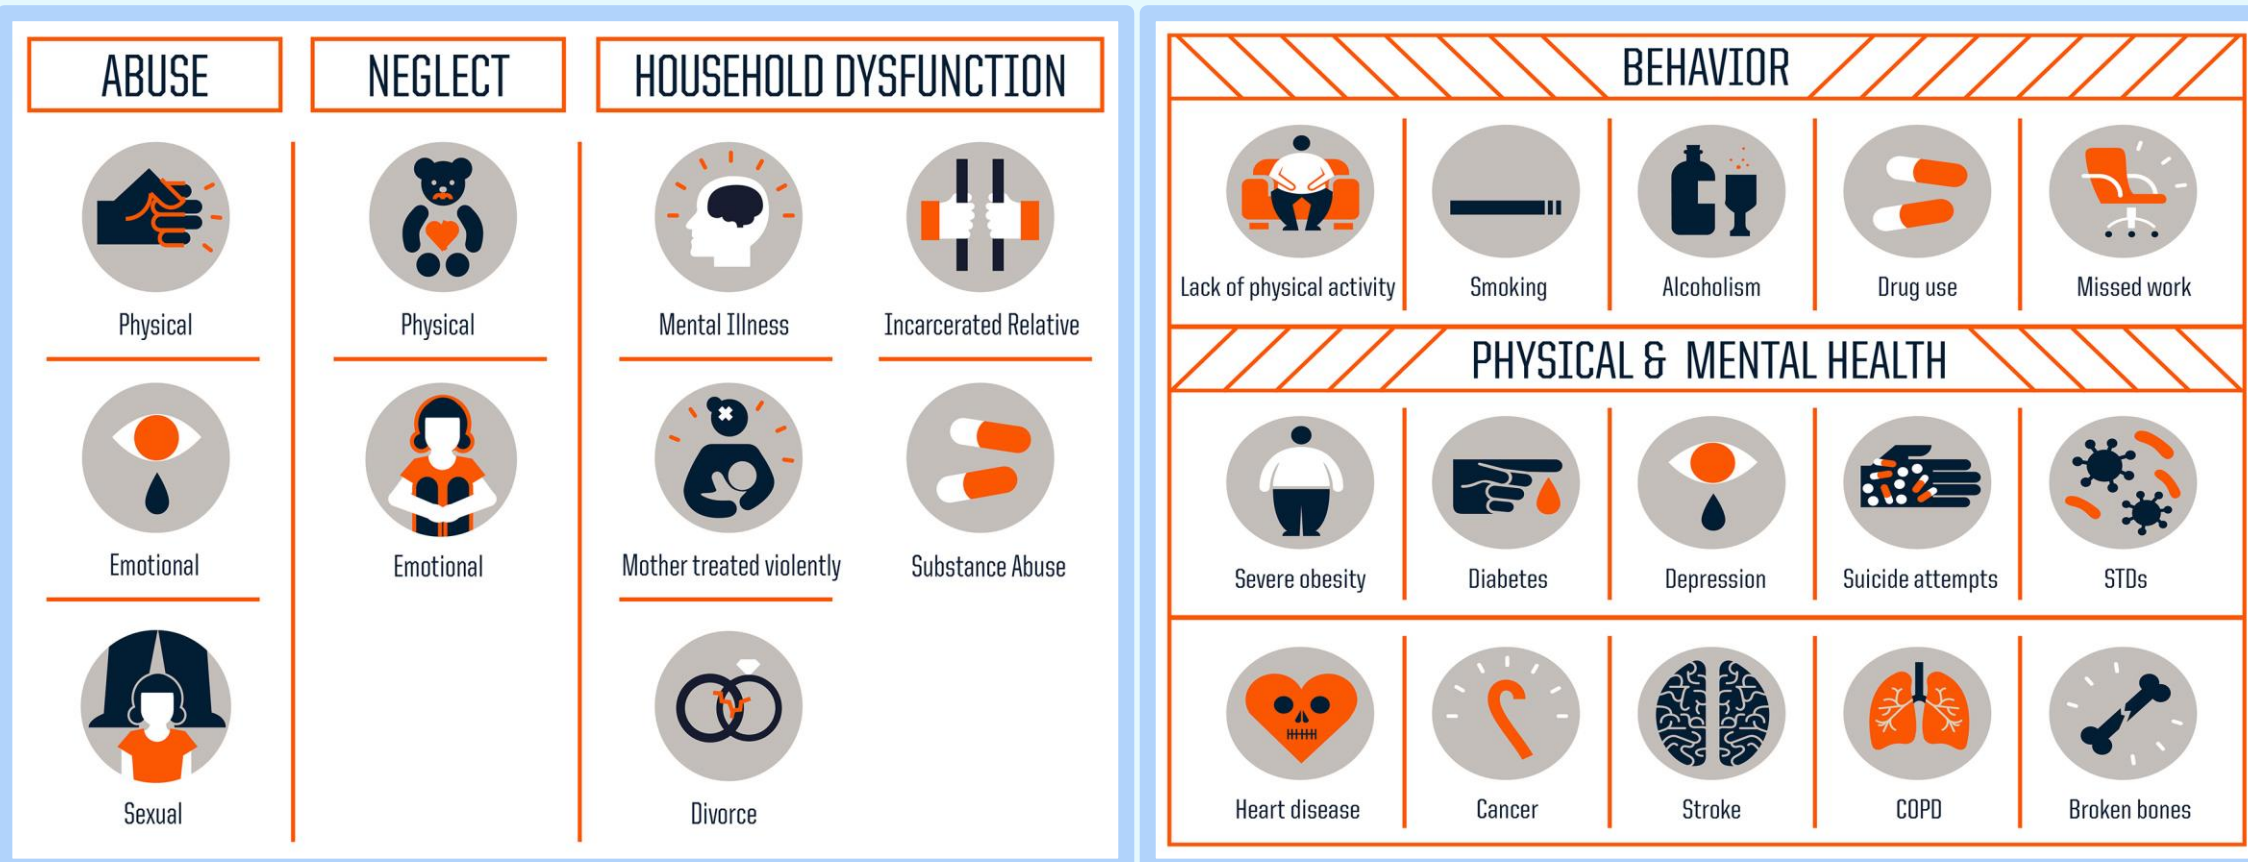 ABUSE
NEGLECT
HOUSEHOLD DYSFUNCTION
Physical
Physical
Mental Illness
Incarcerated Relative
Emotional
Emotional
Mother treated violently
Substance Abuse
Sexual
Divorce
BEHAVIOR
Lack of physical activity
Smoking
Alcoholism
Drug use
Missed work
PHYSICAL & MENTAL HEALTH
Severe obesity
Diabetes
Depression
Suicide attempts
STDs
Heart disease
Cancer
Stroke
COPD
Broken bones